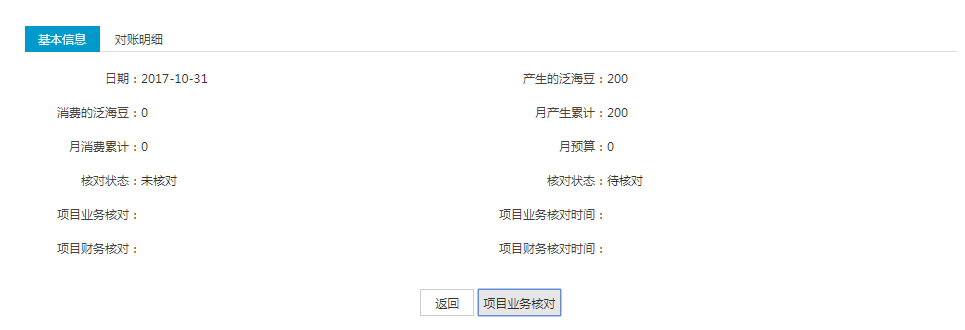 基本信息 对账明细
日期：2017-10-31 产生的泛海豆：200
消费的泛海豆：0 月产生累计：200
月消费累计：0 月预算：0
核对状态：未核对 核对状态：待核对
项目业务核对： 项目业务核对时间：
项目财务核对： 项目财务核对时间：
返回 项目业务核对